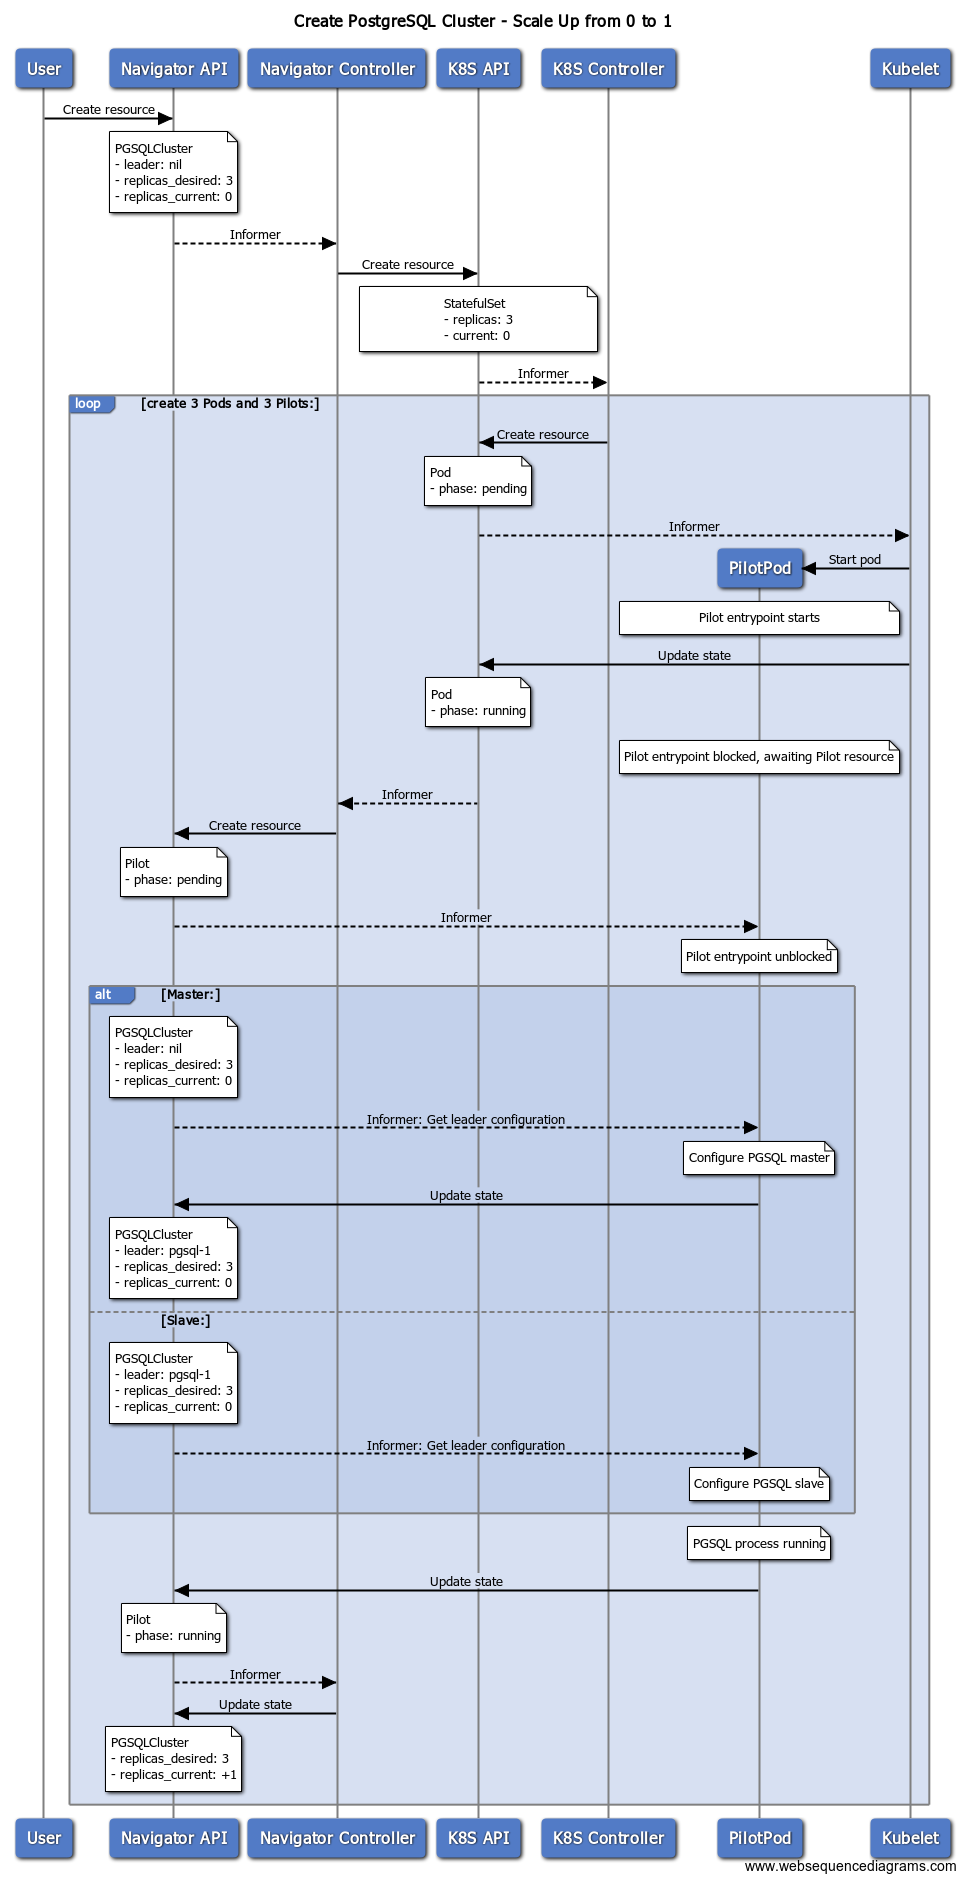 Create PostgreSQL Cluster - Scale Up from 0 to 1
User
Navigator API
Navigator Controller
K8S API
K8S Controller
Kubelet
Create resource
PGSQLCluster
- leader: nil
- replicas_desired: 3
- replicas_current: 0
Informer
Create resource
StatefulSet
- replicas: 3
- current: 0
Informer
loop
[create 3 Pods and 3 Pilots:]
Create resource
Pod
- phase: pending
Informer
Start pod
PilotPod
Pilot entrypoint starts
Update state
Pod
- phase: running
Pilot entrypoint blocked, awaiting Pilot resource
Informer
Create resource
Pilot
- phase: pending
Informer
Pilot entrypoint unblocked
alt
[Master:]
PGSQLCluster
- leader: nil
- replicas_desired: 3
- replicas_current: 0
Informer: Get leader configuration
Configure PGSQL master
Update state
PGSQLCluster
- leader: pgsql-1
- replicas_desired: 3
- replicas_current: 0
[Slave:]
PGSQLCluster
- leader: pgsql-1
- replicas_desired: 3
- replicas_current: 0
Informer: Get leader configuration
Configure PGSQL slave
PGSQL process running
Update state
Pilot
- phase: running
Informer
Update state
PGSQLCluster
- replicas_desired: 3
- replicas_current: +1
User
Navigator API
Navigator Controller
K8S API
K8S Controller
PilotPod
Kubelet
www.websequencediagrams.com